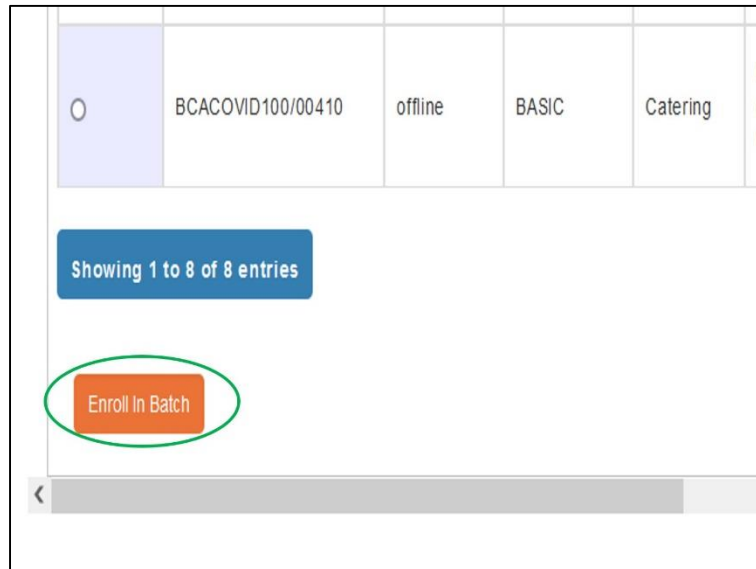 BCACOVID100/00410 offline BASIC Catering
Showing 1 to 8 of 8 entries
Enroll In Batch